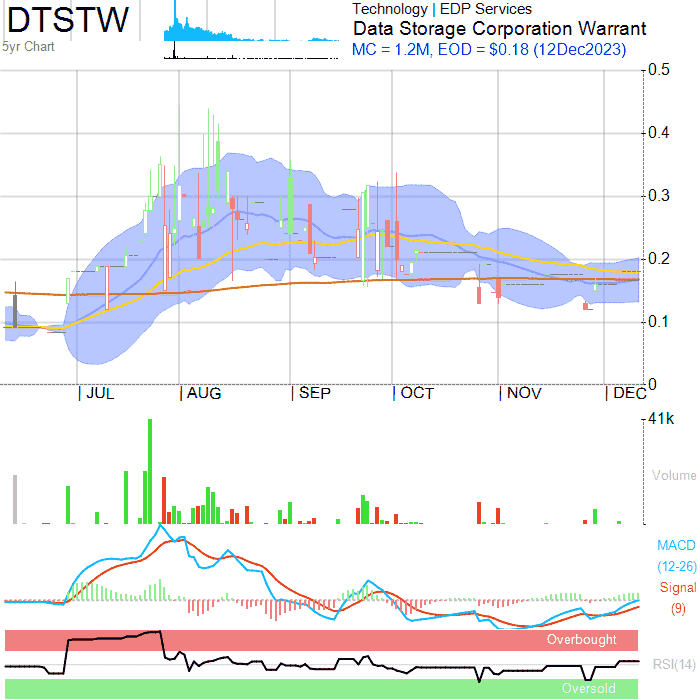 DTSTW
5yr Chart
Technology | EDP Services
Data Storage Corporation Warrant
MC = 1.2M, EOD = $0.18 (12Dec2023)
0.5
0.4
0.3
0.2
0.1
0
JUL AUG SEP OCT NOV DEC
41k
Volume
MACD
(12-26)
Signal
(9)
Overbought
RSI(14)
Oversold